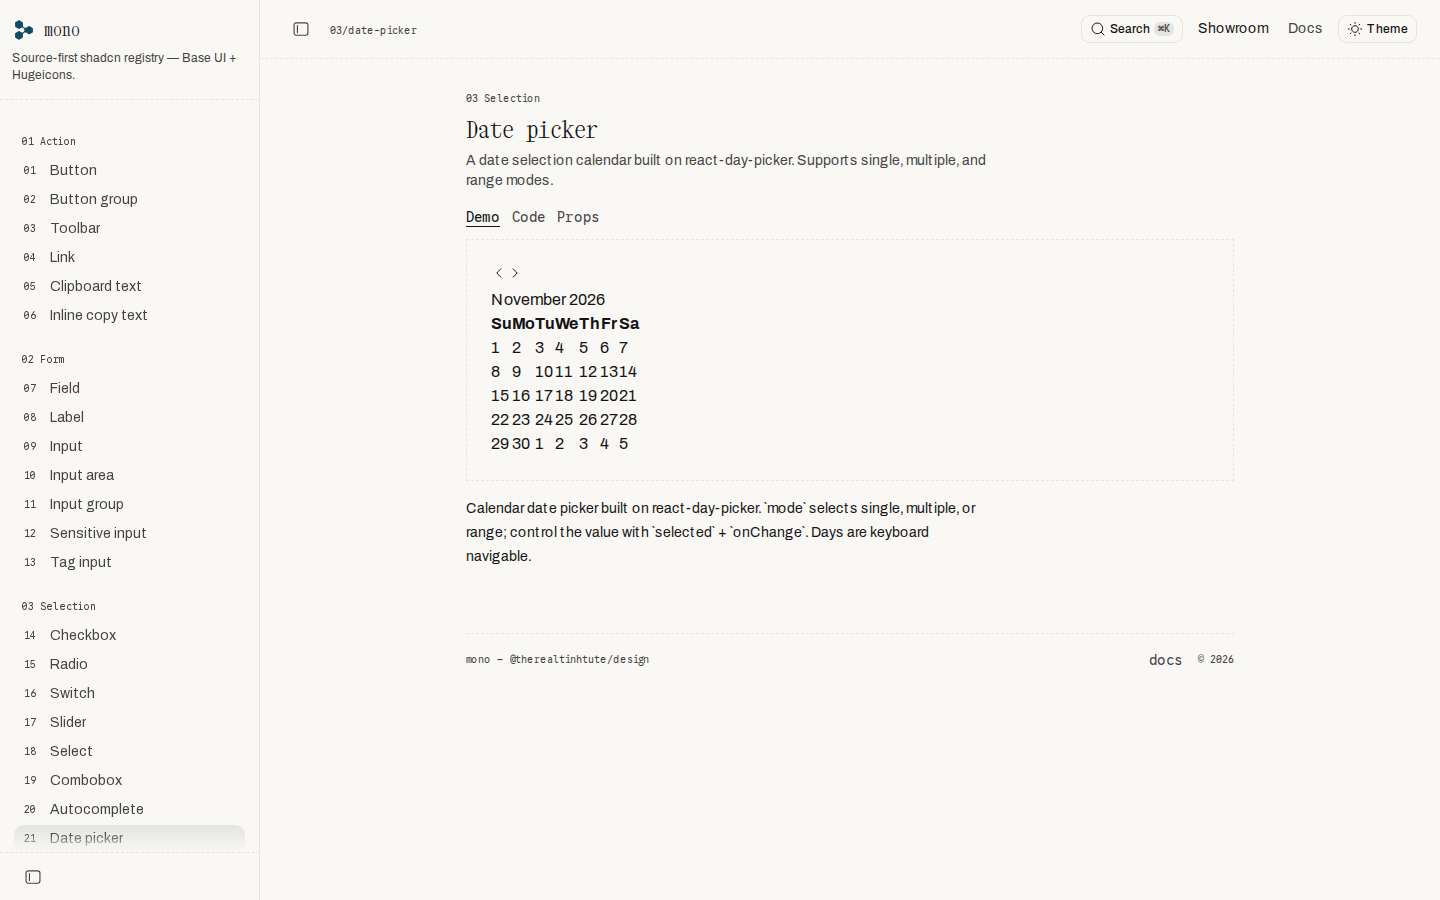 mono
Source-first shadcn registry — Base UI +
Hugeicons.
01 Action
01 Button
02 Button group
03 Toolbar
04 Link
05 Clipboard text
06 Inline copy text
02 Form
07 Field
08 Label
09 Input
10 Input area
11 Input group
12 Sensitive input
13 Tag input
03 Selection
14 Checkbox
15 Radio
16 Switch
17 Slider
18 Select
19 Combobox
20 Autocomplete
21 Date picker
03/date-picker
Search ⌘K
Showroom
Docs
Theme
03 Selection
Date picker
A date selection calendar built on react-day-picker. Supports single, multiple, and
range modes.
Demo Code Props
November 2026
Su Mo Tu We Th Fr Sa
1 2 3 4 5 6 7
8 9 10 11 12 13 14
15 16 17 18 19 20 21
22 23 24 25 26 27 28
29 30 1 2 3 4 5
Calendar date picker built on react-day-picker. `mode` selects single, multiple, or
range; control the value with `selected` + `onChange`. Days are keyboard
navigable.
mono — @therealtinhtute/design
docs © 2026